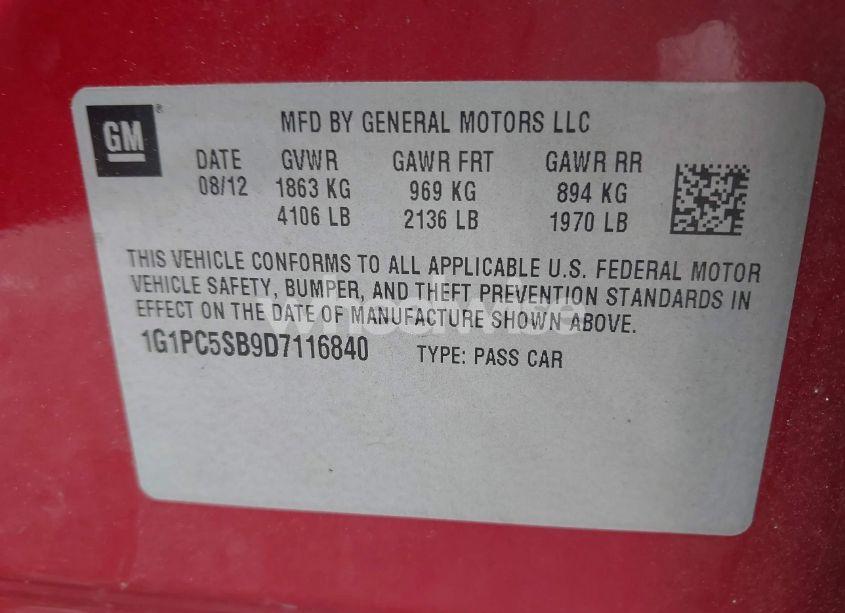 GM
MFD BY GENERAL MOTORS LLC
DATE GVWR GAWR FRT GAWR RR
08/12 1863 KG 969 KG 894 KG
4106 LB 2136 LB 1970 LB
THIS VEHICLE CONFORMS TO ALL APPLICABLE U.S. FEDERAL MOTOR
VEHICLE SAFETY, BUMPER, AND THEFT PREVENTION STANDARDS IN
EFFECT ON THE DATE OF MANUFACTURE SHOWN ABOVE.
1G1PC5SB9D7116840 TYPE: PASS CAR